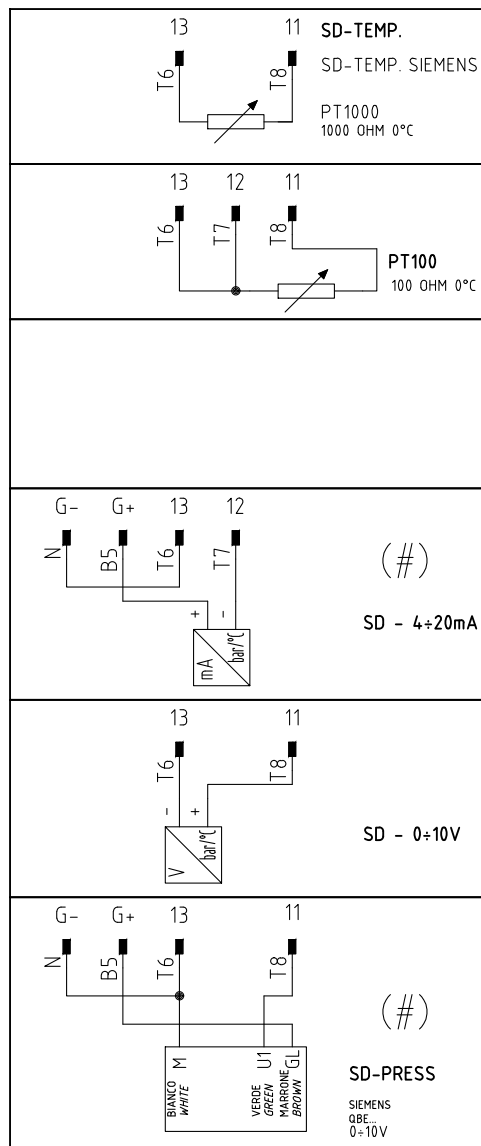 13 11 SD-TEMP.
T6 T8 SD-TEMP. SIEMENS
PT1000
1000 OHM 0°C
13 12 11
T6 T7 T8
PT100
100 OHM 0°C
G- G+ 13 12
N B5 T6 T7
(#)
+ -
mA bar/°C
SD - 4÷20mA
13 11
T6 T8
- +
V bar/°C
SD - 0÷10V
G- G+ 13 11
N B5 T6 T8
(#)
M U1 GL
BIANCO
WHITE
VERDE
GREEN
MARRONE
BROWN
SD-PRESS
SIEMENS
QBE...
0÷10V